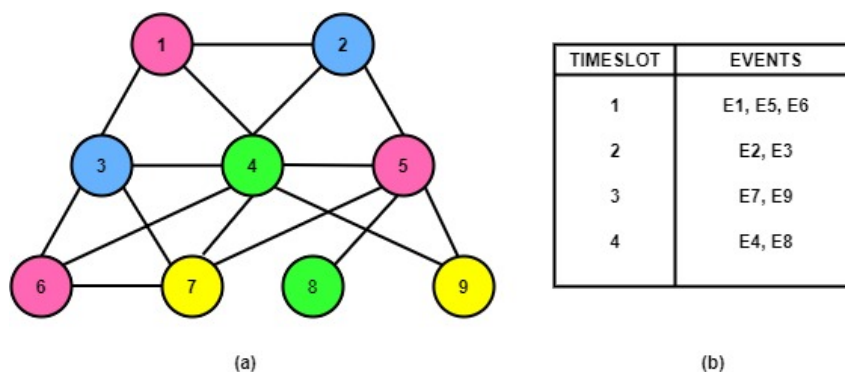 1 2
3 4 5
6 7 8 9
(a)
TIMESLOT EVENTS
1 E1, E5, E6
2 E2, E3
3 E7, E9
4 E4, E8
(b)